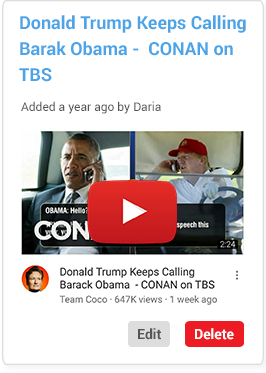 Donald Trump Keeps Calling
Barak Obama - CONAN on
TBS
Added a year ago by Daria
OBAMA: Hello?
speech this
CON
2:24
Donald Trump Keeps Calling
Barack Obama - CONAN on TBS
Team Coco · 647K views · 1 week ago
Edit Delete